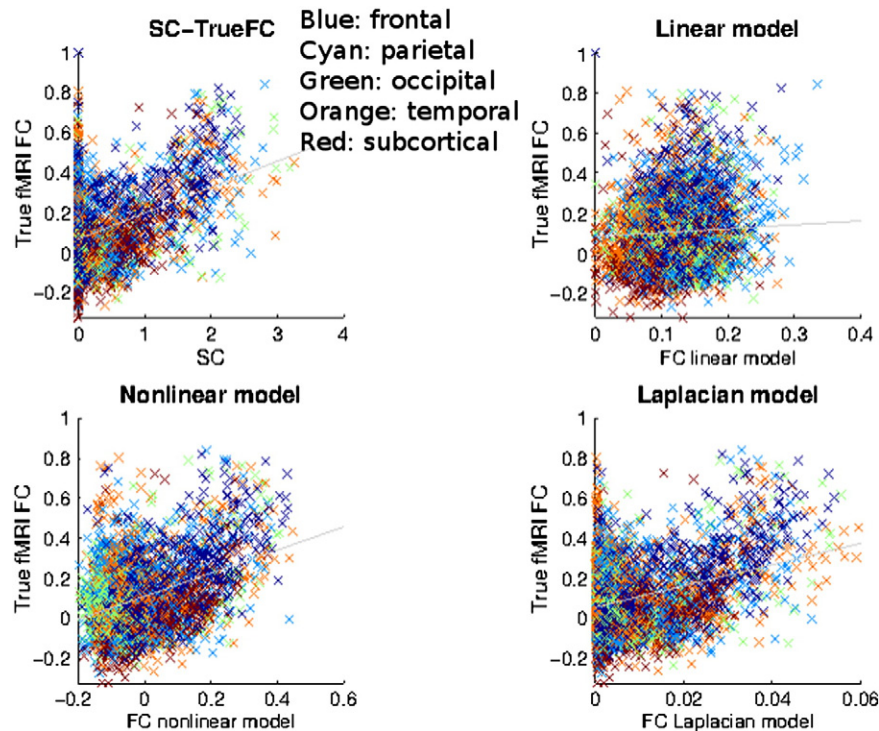 SC−TrueFC
Blue: frontal
Cyan: parietal
Green: occipital
Orange: temporal
Red: subcortical
True fMRI FC
1
0.8
0.6
0.4
0.2
0
−0.2
0 1 2 3 4
SC
Linear model
True fMRI FC
1
0.8
0.6
0.4
0.2
0
−0.2
0 0.1 0.2 0.3 0.4
FC linear model
Nonlinear model
True fMRI FC
1
0.8
0.6
0.4
0.2
0
−0.2
−0.2 0 0.2 0.4 0.6
FC nonlinear model
Laplacian model
True fMRI FC
1
0.8
0.6
0.4
0.2
0
−0.2
0 0.02 0.04 0.06
FC Laplacian model